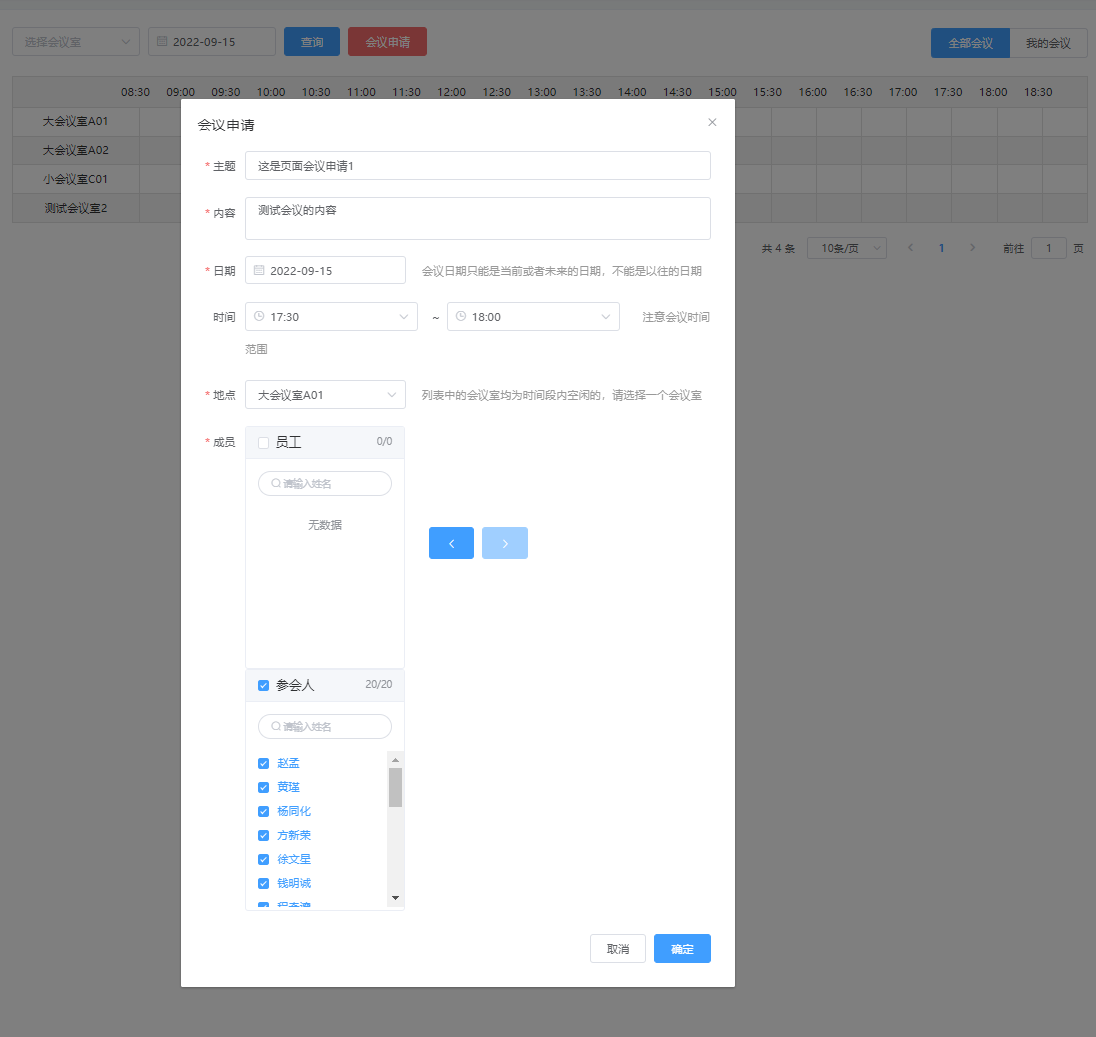 选择会议室 2022-09-15 查询 会议申请 全部会议 我的会议
08:30 09:00 09:30 10:00 10:30 11:00 11:30 12:00 12:30 13:00 13:30 14:00 14:30 15:00 15:30 16:00 16:30 17:00 17:30 18:00 18:30
大会议室A01
大会议室A02
小会议室C01
测试会议室2
共 4 条 10条/页 1 前往 1 页
会议申请
* 主题 这是页面会议申请1
* 内容 测试会议的内容
* 日期 2022-09-15 会议日期只能是当前或者未来的日期，不能是以往的日期
时间 17:30 ~ 18:00 注意会议时间
范围
* 地点 大会议室A01 列表中的会议室均为时间段内空闲的，请选择一个会议室
* 成员 员工 0/0
请输入姓名
无数据
参会人 20/20
请输入姓名
赵孟
黄瑾
杨同化
方新荣
徐文星
钱明诚
取消 确定